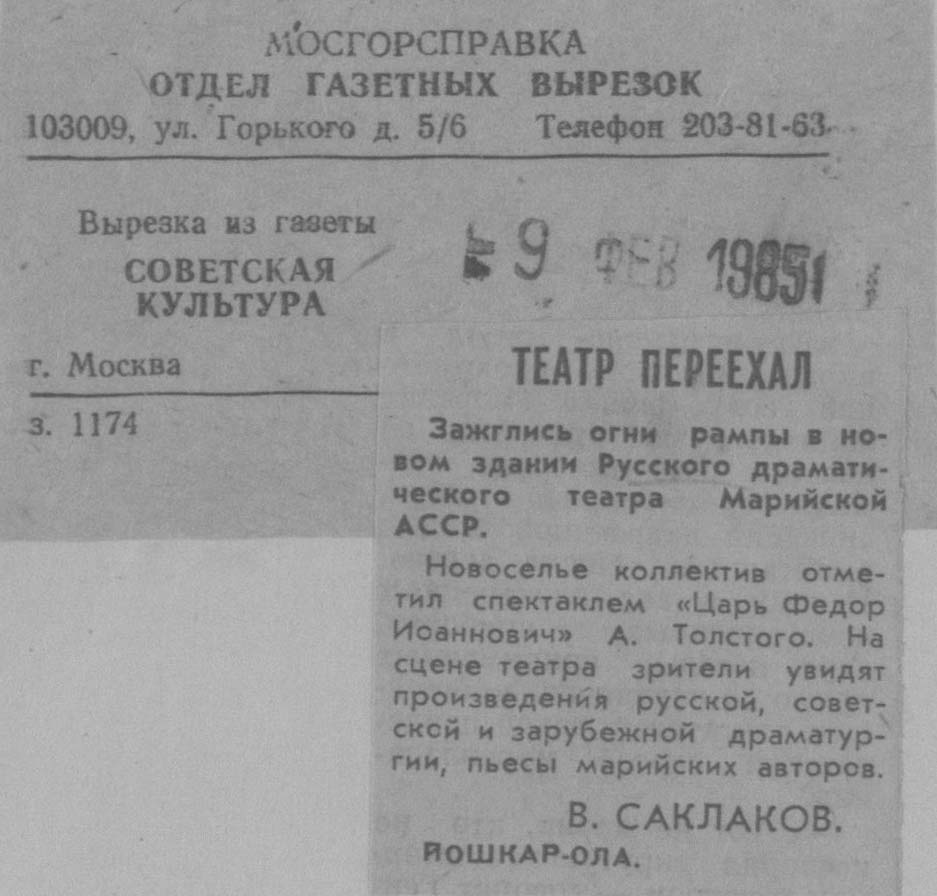 МОСГОРСПРАВКА
ОТДЕЛ ГАЗЕТНЫХ ВЫРЕЗОК
103009, ул. Горького д. 5/6 Телефон 203-81-63
Вырезка из газеты
СОВЕТСКАЯ
КУЛЬТУРА
г. Москва
з. 1174
9 ФЕВ 1985
ТЕАТР ПЕРЕЕХАЛ
Зажглись огни рампы в но-
вом здании Русского драмати-
ческого театра Марийской
АССР.
Новоселье коллектив отме-
тил спектаклем «Царь Федор
Иоаннович» А. Толстого. На
сцене театра зрители увидят
произведения русской, совет-
ской и зарубежной драматур-
гии, пьесы марийских авторов.
В. САКЛАКОВ.
ЙОШКАР-ОЛА.